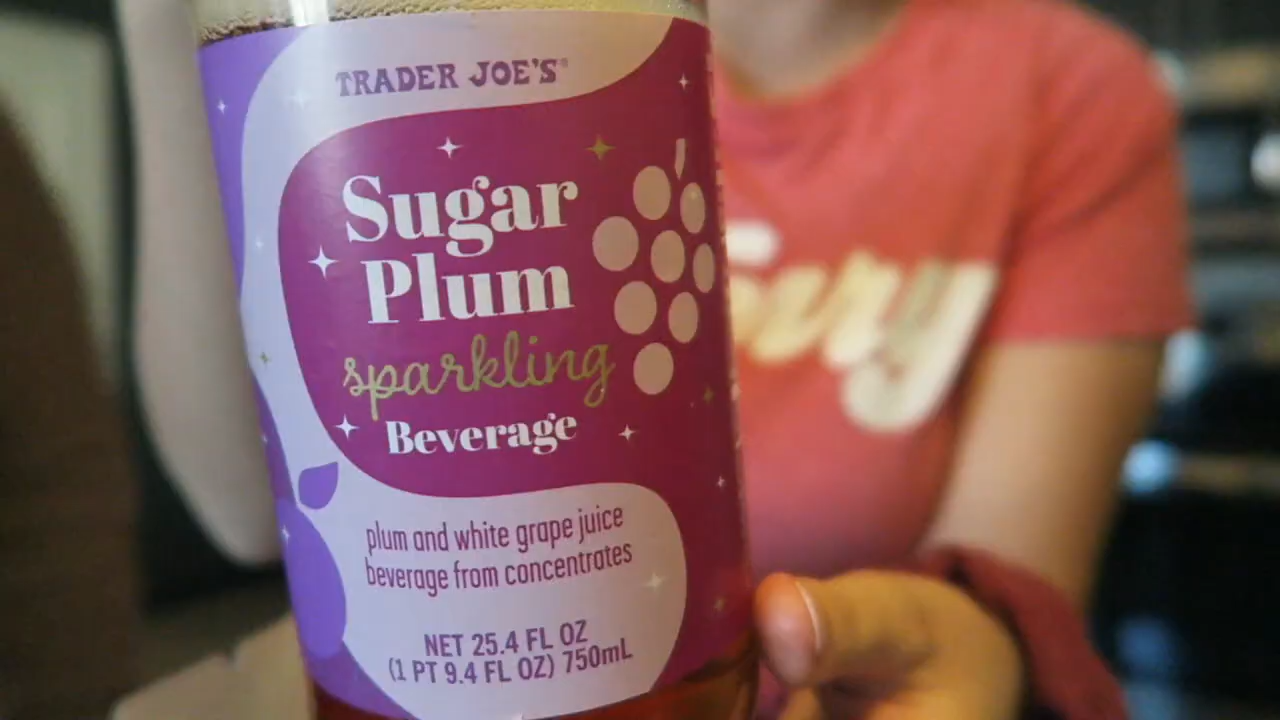 TRADER JOE'S®
Sugar
Plum
sparkling
Beverage
plum and white grape juice
beverage from concentrates
NET 25.4 FL OZ
(1 PT 9.4 FL OZ) 750mL